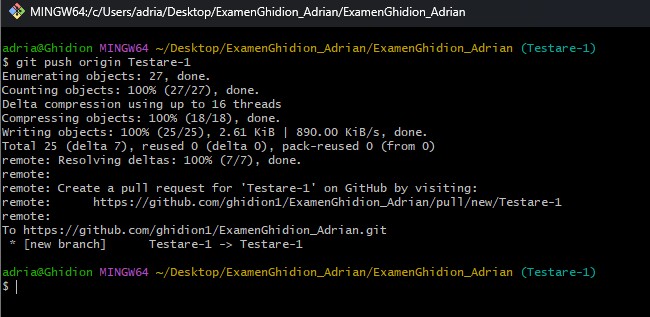 MINGW64:/c/Users/adria/Desktop/ExamenGhidion_Adrian/ExamenGhidion_Adrian
adria@Ghidion MINGW64 ~/Desktop/ExamenGhidion_Adrian/ExamenGhidion_Adrian (Testare-1)
$ git push origin Testare-1
Enumerating objects: 27, done.
Counting objects: 100% (27/27), done.
Delta compression using up to 16 threads
Compressing objects: 100% (18/18), done.
Writing objects: 100% (25/25), 2.61 KiB | 890.00 KiB/s, done.
Total 25 (delta 7), reused 0 (delta 0), pack-reused 0 (from 0)
remote: Resolving deltas: 100% (7/7), done.
remote:
remote: Create a pull request for 'Testare-1' on GitHub by visiting:
remote:      https://github.com/ghidion1/ExamenGhidion_Adrian/pull/new/Testare-1
remote:
To https://github.com/ghidion1/ExamenGhidion_Adrian.git
 * [new branch]      Testare-1 -> Testare-1
adria@Ghidion MINGW64 ~/Desktop/ExamenGhidion_Adrian/ExamenGhidion_Adrian (Testare-1)
$